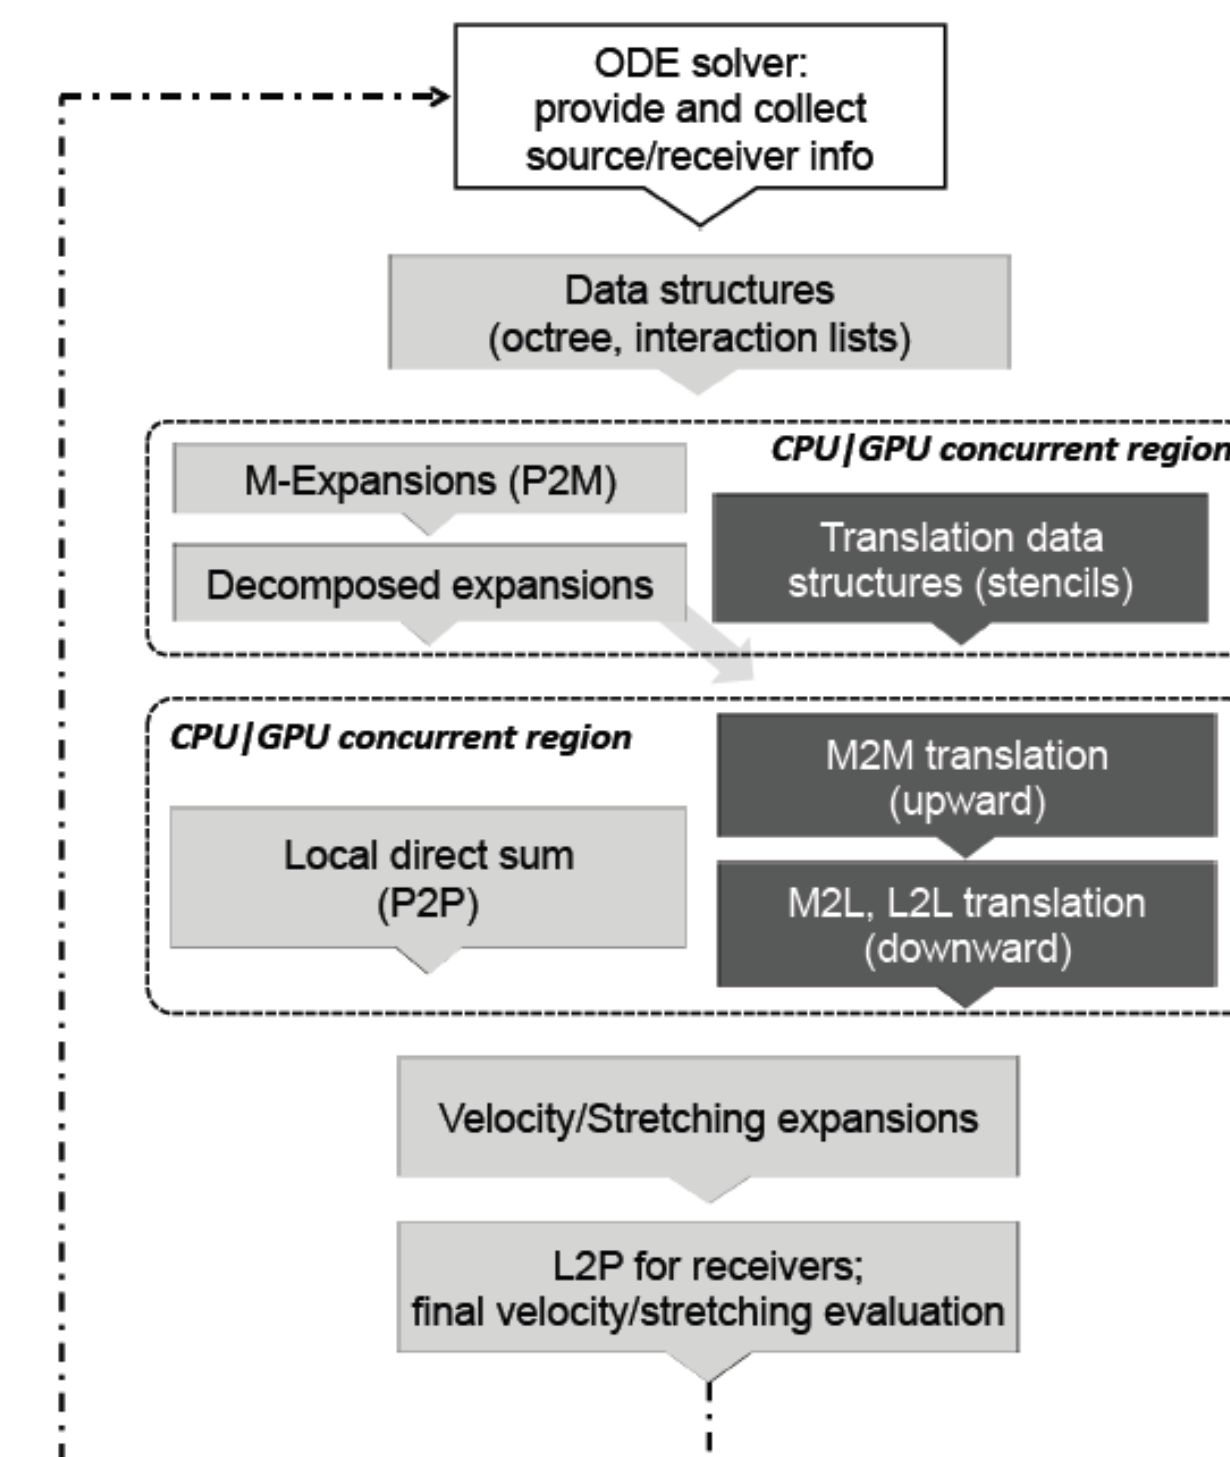 ODE solver:
provide and collect
source/receiver info
Data structures
(octree, interaction lists)
CPU|GPU concurrent region
M-Expansions (P2M)
Decomposed expansions
Translation data
structures (stencils)
CPU|GPU concurrent region
Local direct sum
(P2P)
M2M translation
(upward)
M2L, L2L translation
(downward)
Velocity/Stretching expansions
L2P for receivers;
final velocity/stretching evaluation